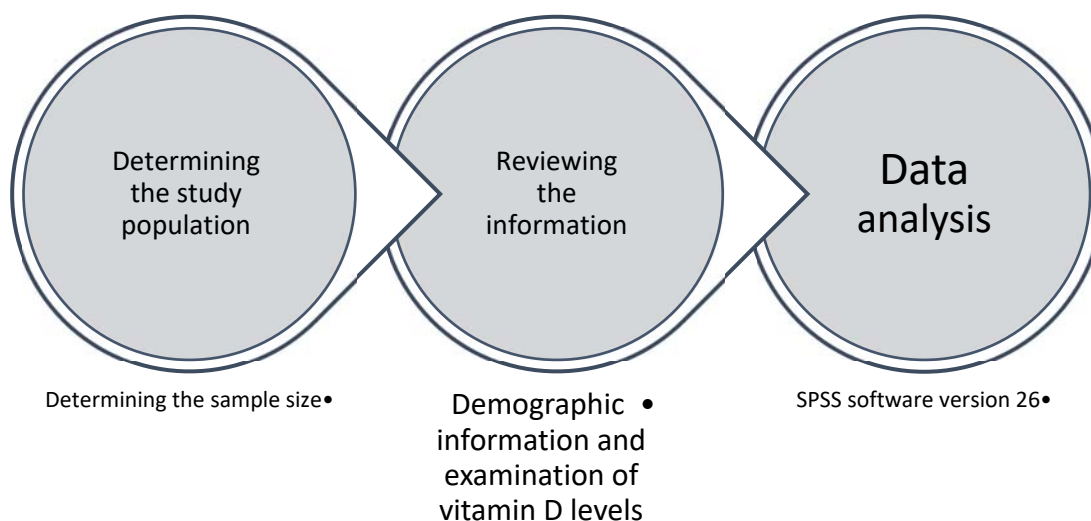 Determining
the study
population
Reviewing
the
information
Data
analysis
Determining the sample size•
Demographic •
information and
examination of
vitamin D levels
SPSS software version 26•